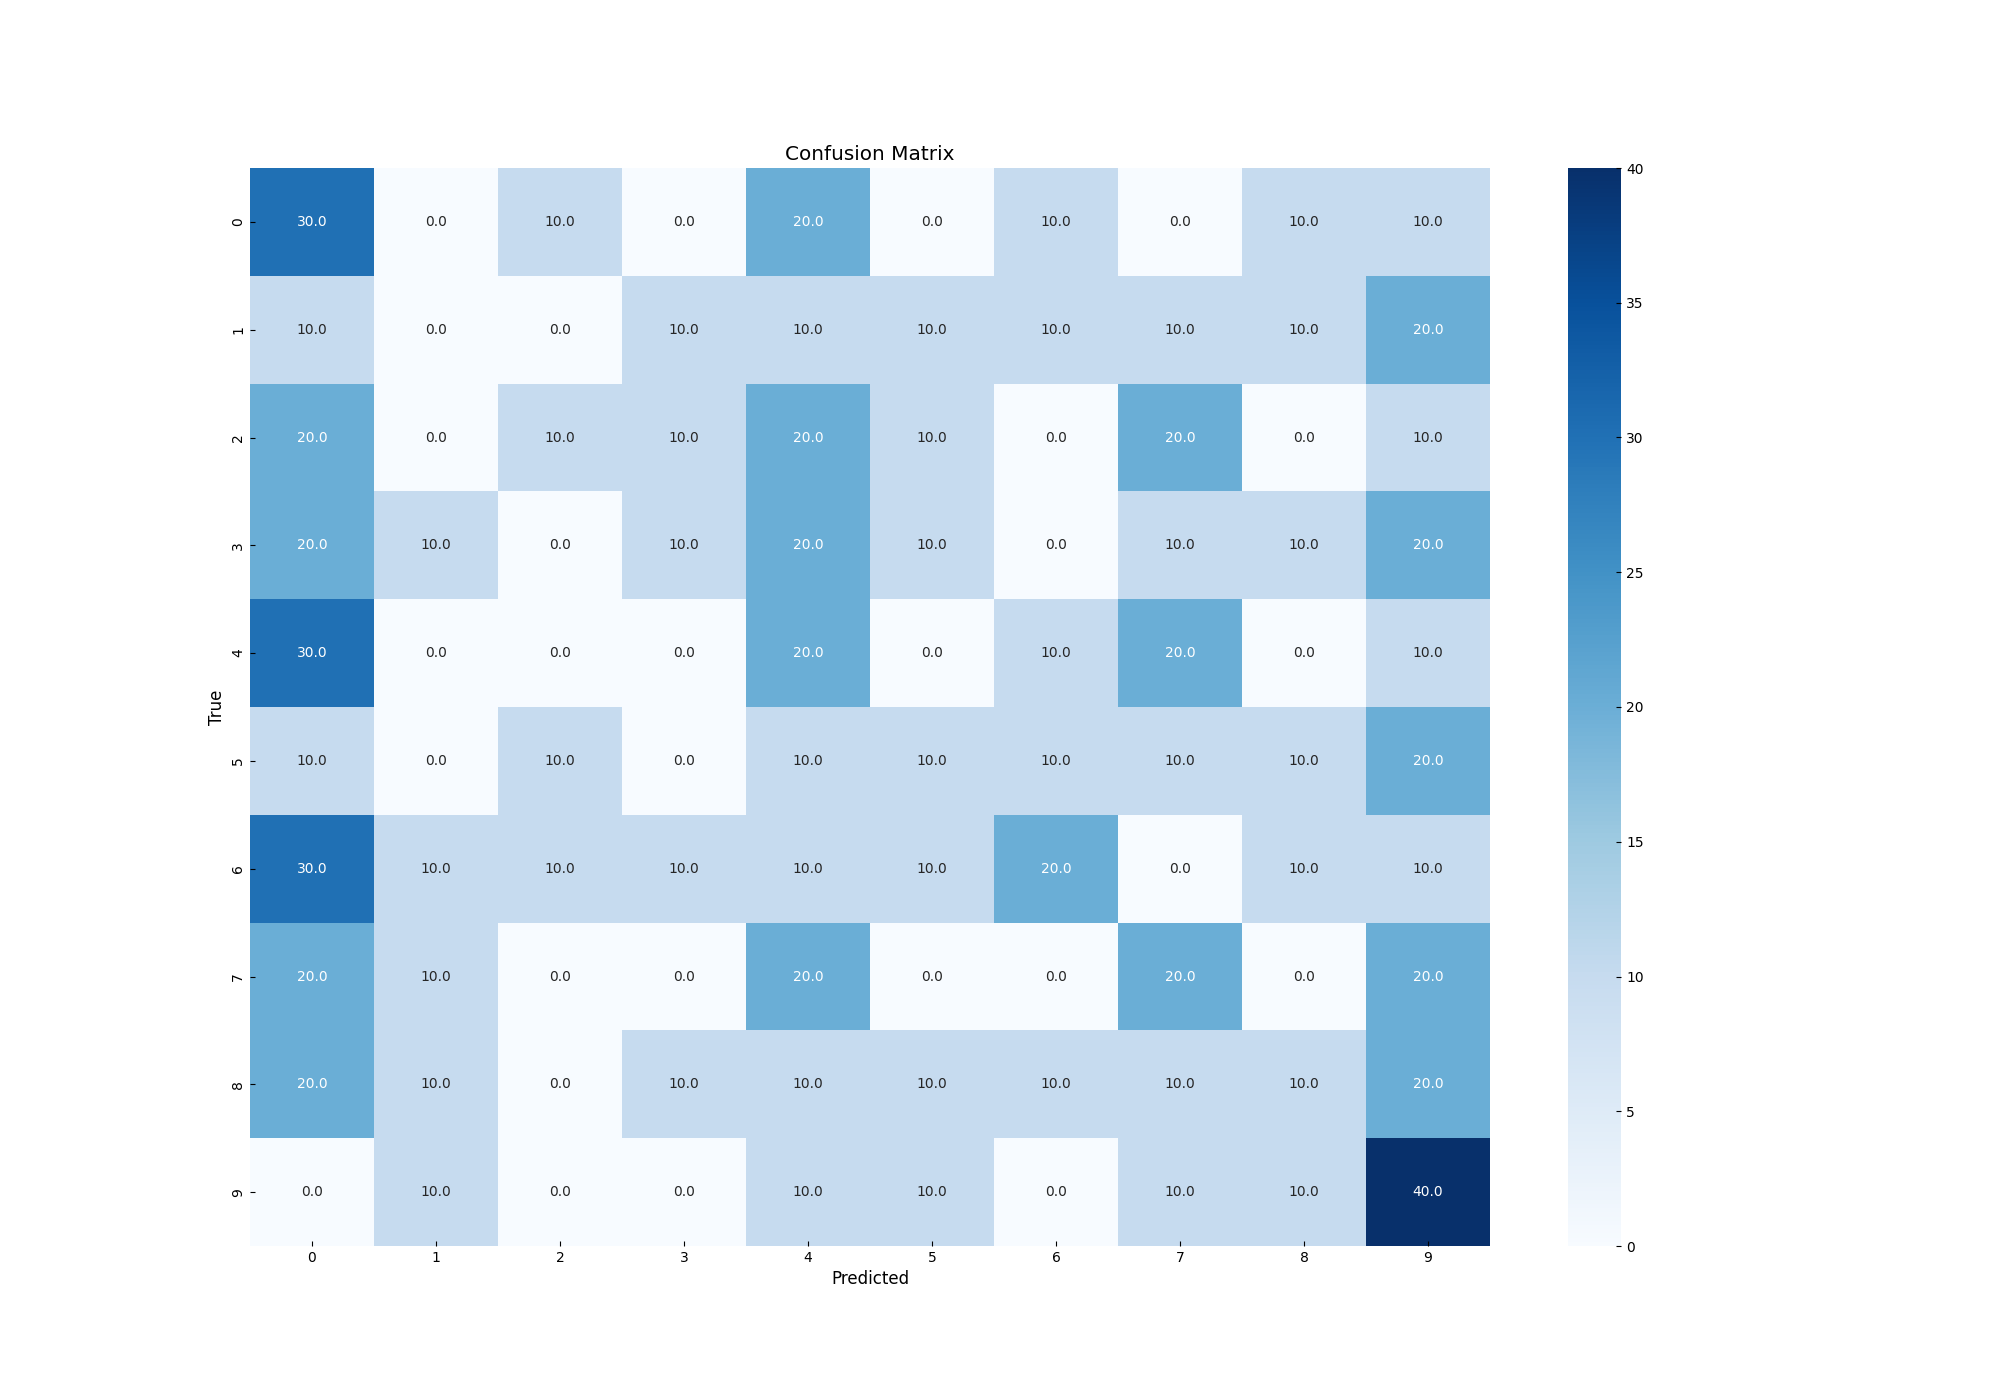 Confusion Matrix
0 30.0 0.0 10.0 0.0 20.0 0.0 10.0 0.0 10.0 10.0
1 10.0 0.0 0.0 10.0 10.0 10.0 10.0 10.0 10.0 20.0
2 20.0 0.0 10.0 10.0 20.0 10.0 0.0 20.0 0.0 10.0
3 20.0 10.0 0.0 10.0 20.0 10.0 0.0 10.0 10.0 20.0
4 30.0 0.0 0.0 0.0 20.0 0.0 10.0 20.0 0.0 10.0
5 10.0 0.0 10.0 0.0 10.0 10.0 10.0 10.0 10.0 20.0
6 30.0 10.0 10.0 10.0 10.0 10.0 20.0 0.0 10.0 10.0
7 20.0 10.0 0.0 0.0 20.0 0.0 0.0 20.0 0.0 20.0
8 20.0 10.0 0.0 10.0 10.0 10.0 10.0 10.0 10.0 20.0
9 0.0 10.0 0.0 0.0 10.0 10.0 0.0 10.0 10.0 40.0
0 1 2 3 4 5 6 7 8 9
Predicted
True
40
35
30
25
20
15
10
5
0